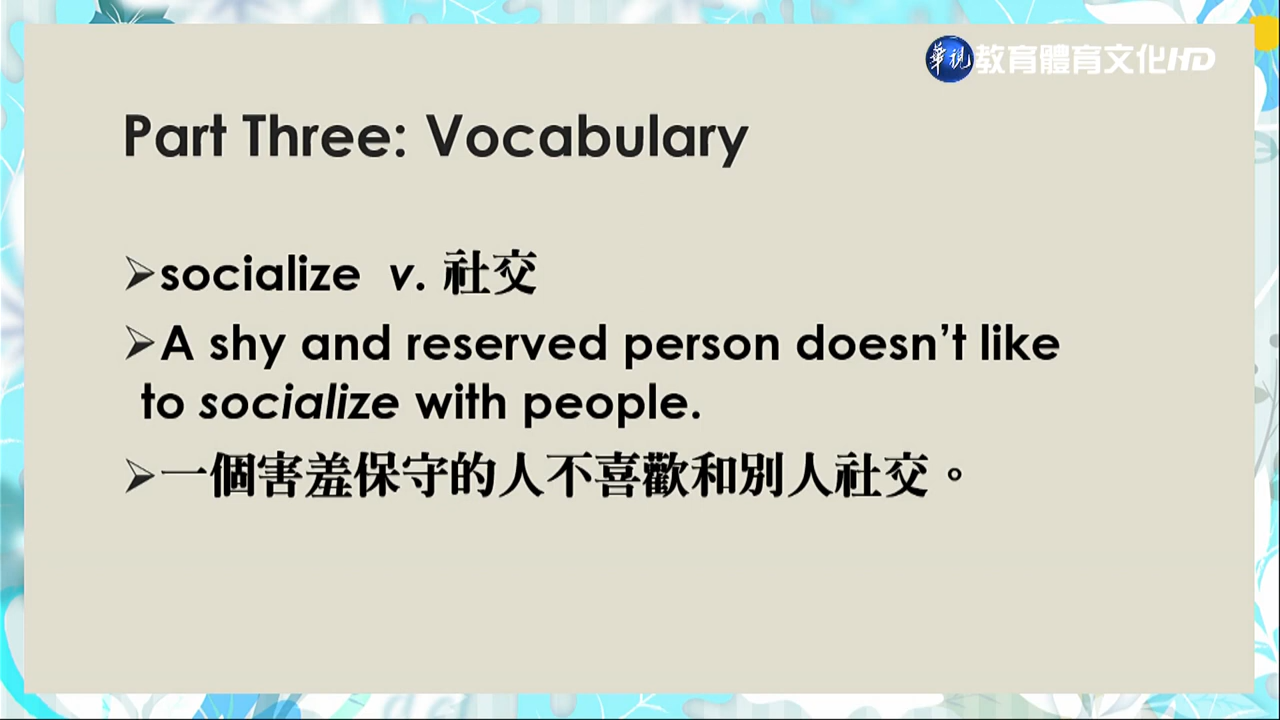 華視 教育體育文化HD
Part Three: Vocabulary
➢socialize v. 社交
➢A shy and reserved person doesn’t like
to socialize with people.
➢一個害羞保守的人不喜歡和別人社交。